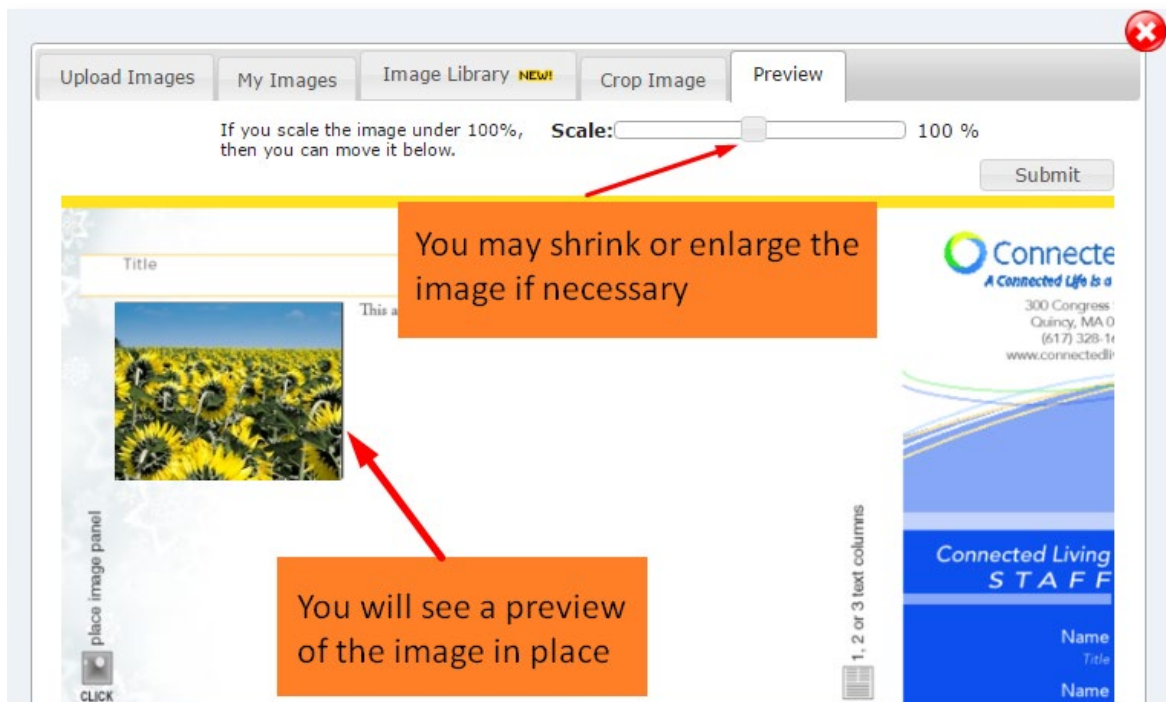 Upload Images
My Images
Image Library NEW!
Crop Image
Preview
If you scale the image under 100%,
then you can move it below.
Scale:
100 %
Submit
You may shrink or enlarge the
image if necessary
Title
This a
Connecte
A Connected Life is a
300 Congress
Quincy, MA 0
(617) 328-16
www.connectedli
You will see a preview
of the image in place
place image panel
CLICK
1, 2 or 3 text columns
Connected Living
STAFF
Name
Title
Name